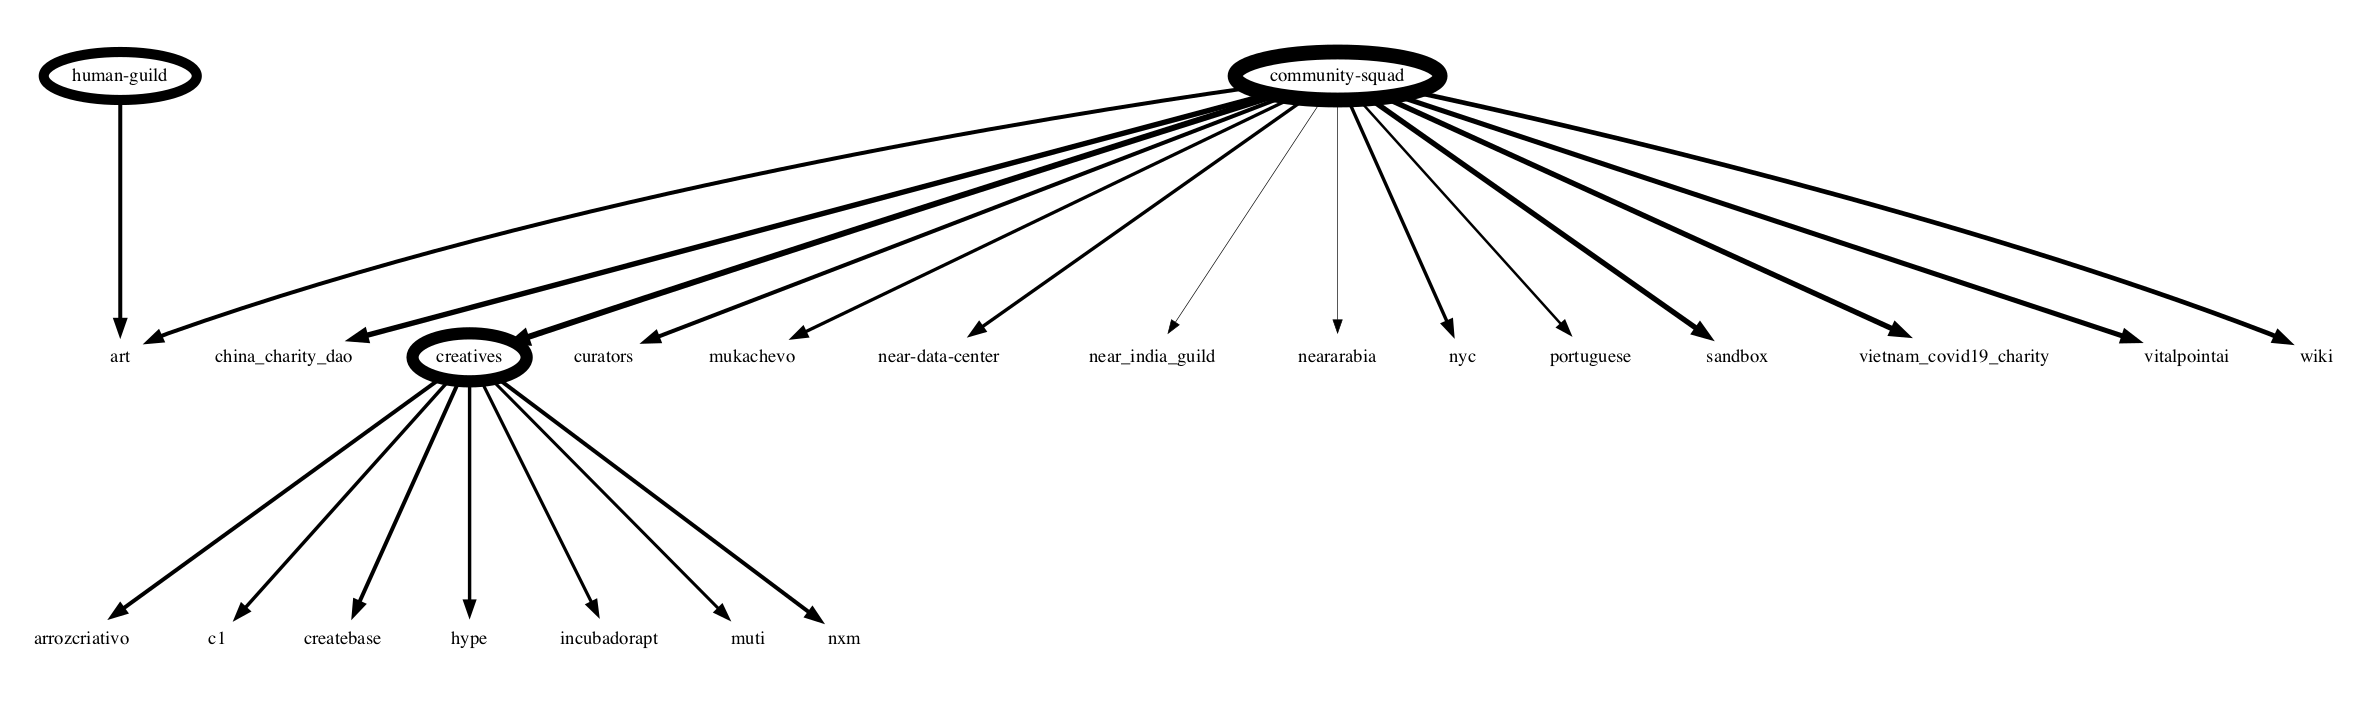 human-guild
community-squad
art
china_charity_dao
creatives
curators
mukachevo
near-data-center
near_india_guild
neararabia
nyc
portuguese
sandbox
vietnam_covid19_charity
vitalpointai
wiki
arrozcriativo
c1
createbase
hype
incubadorapt
muti
nxm